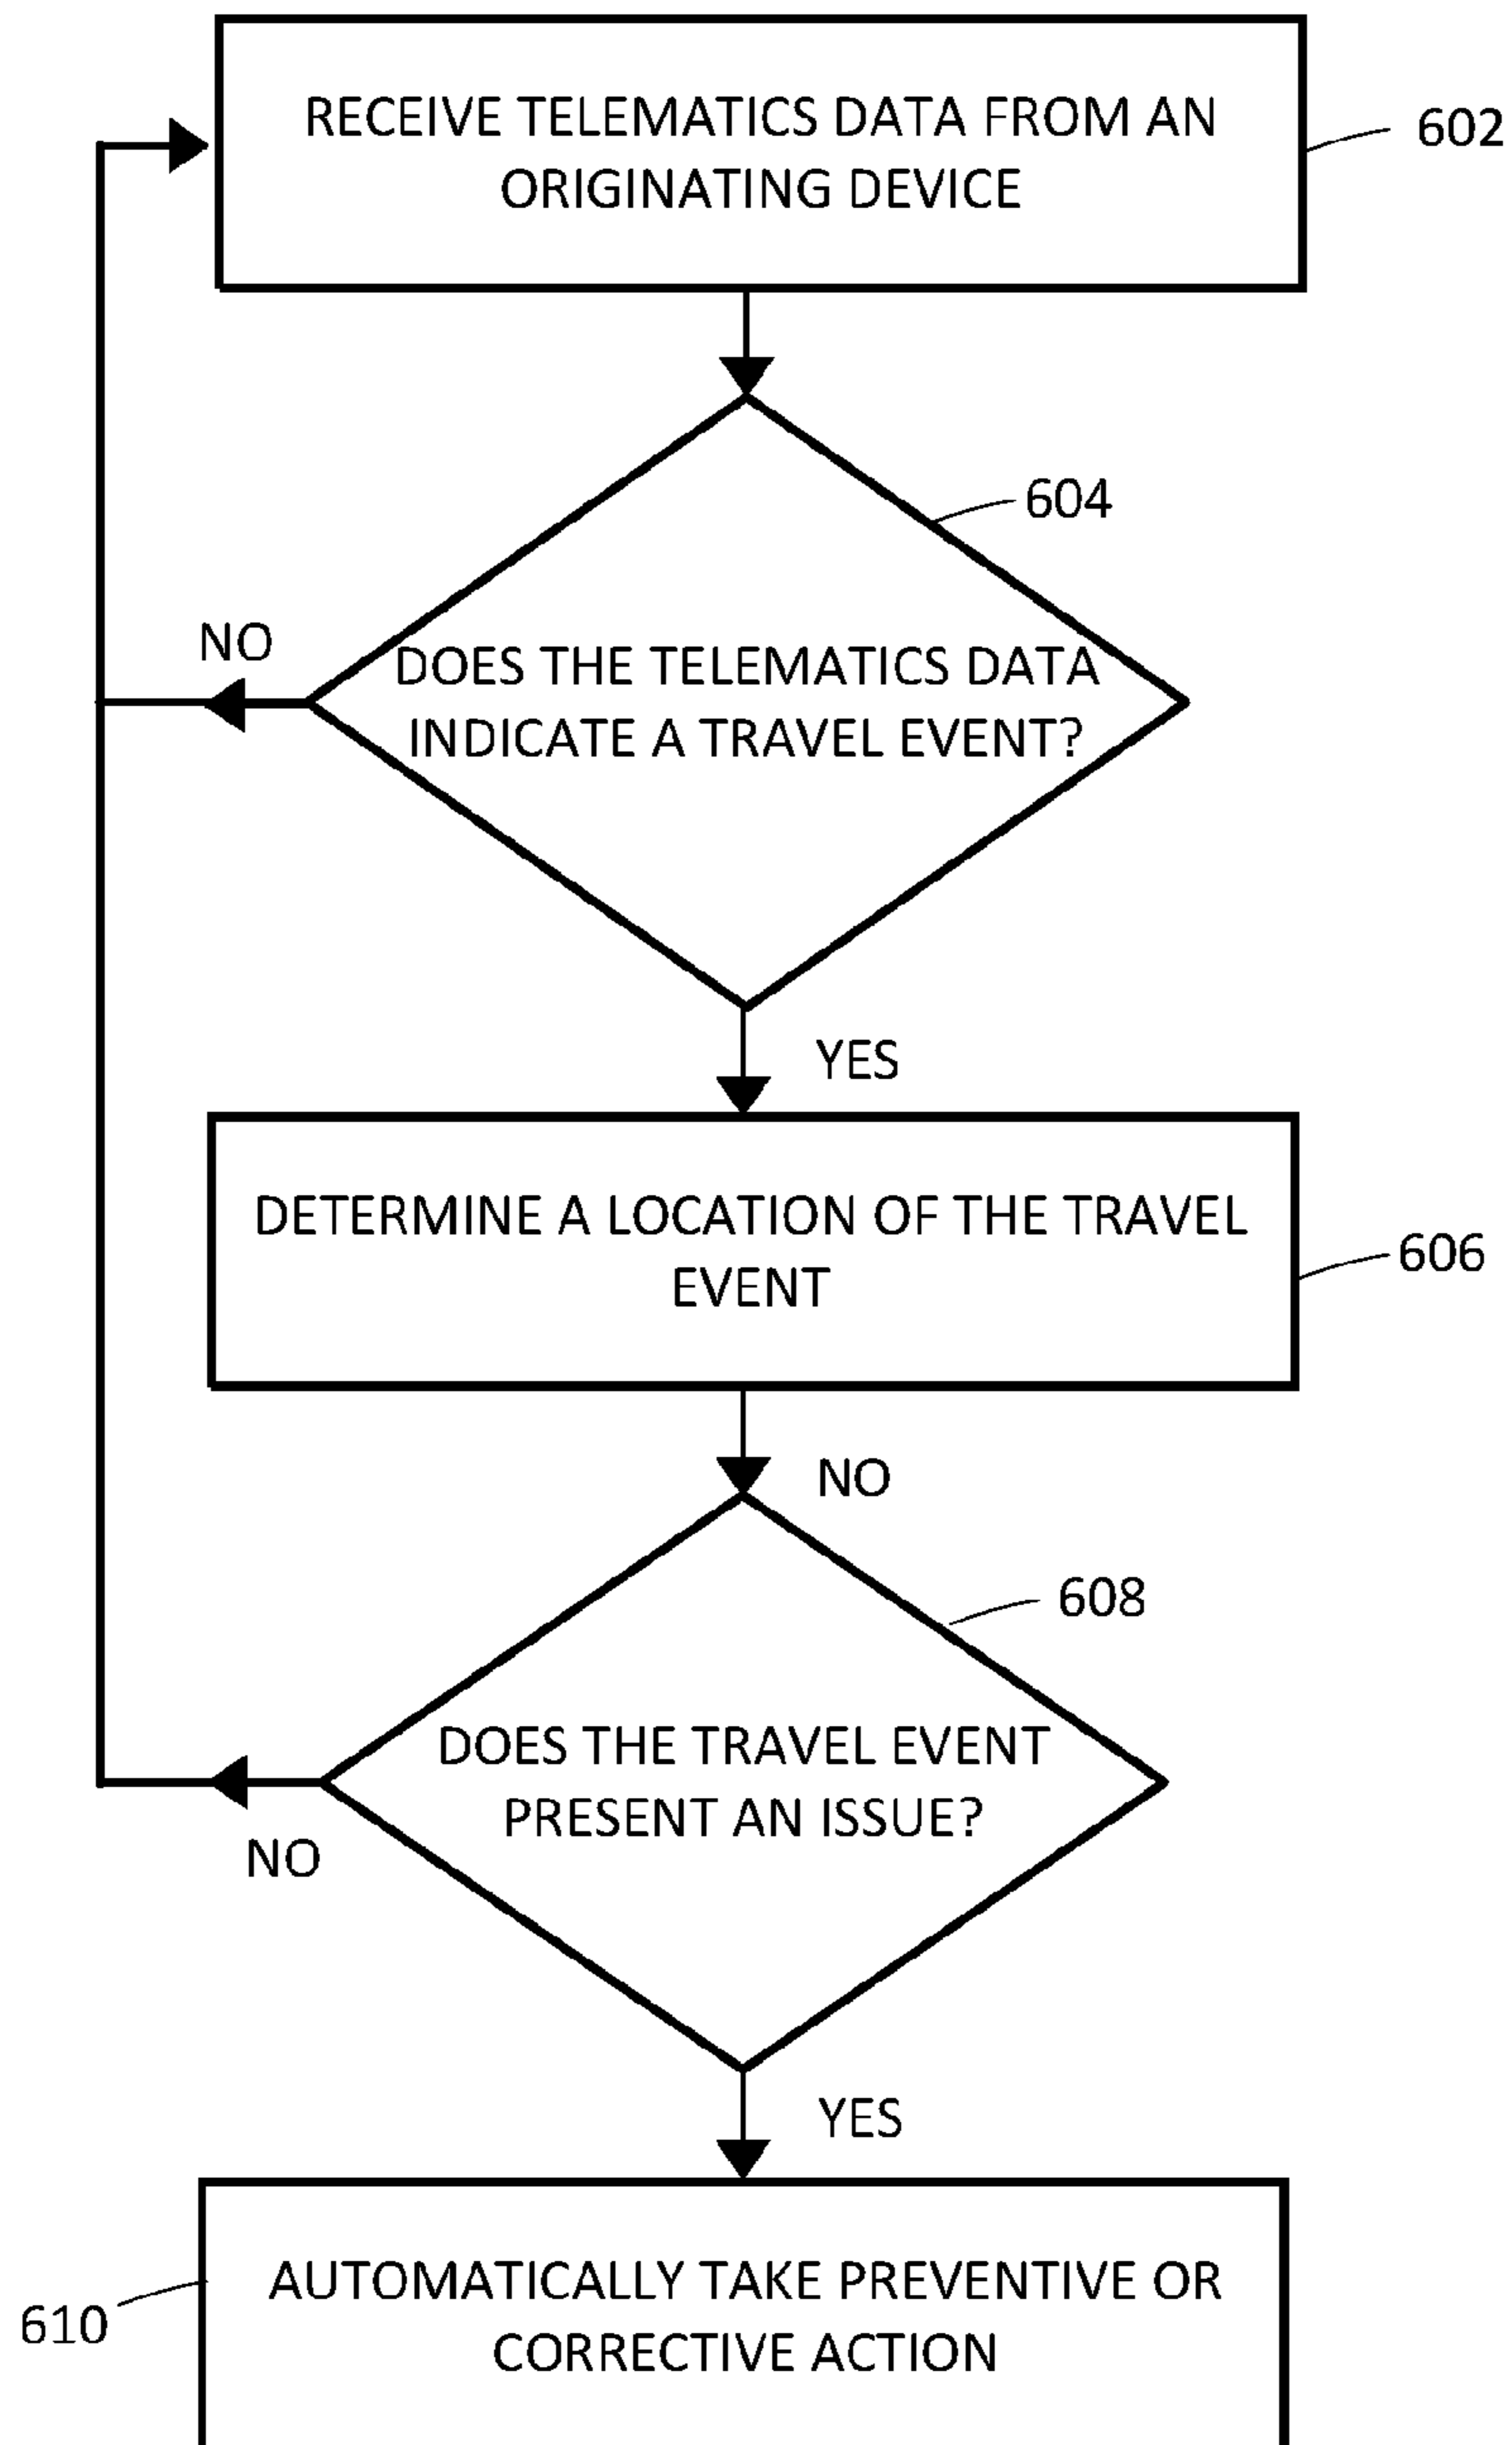 RECEIVE TELEMATICS DATA FROM AN
ORIGINATING DEVICE
602
604
NO
DOES THE TELEMATICS DATA
INDICATE A TRAVEL EVENT?
YES
DETERMINE A LOCATION OF THE TRAVEL
EVENT
606
NO
608
DOES THE TRAVEL EVENT
PRESENT AN ISSUE?
NO
YES
AUTOMATICALLY TAKE PREVENTIVE OR
CORRECTIVE ACTION
610